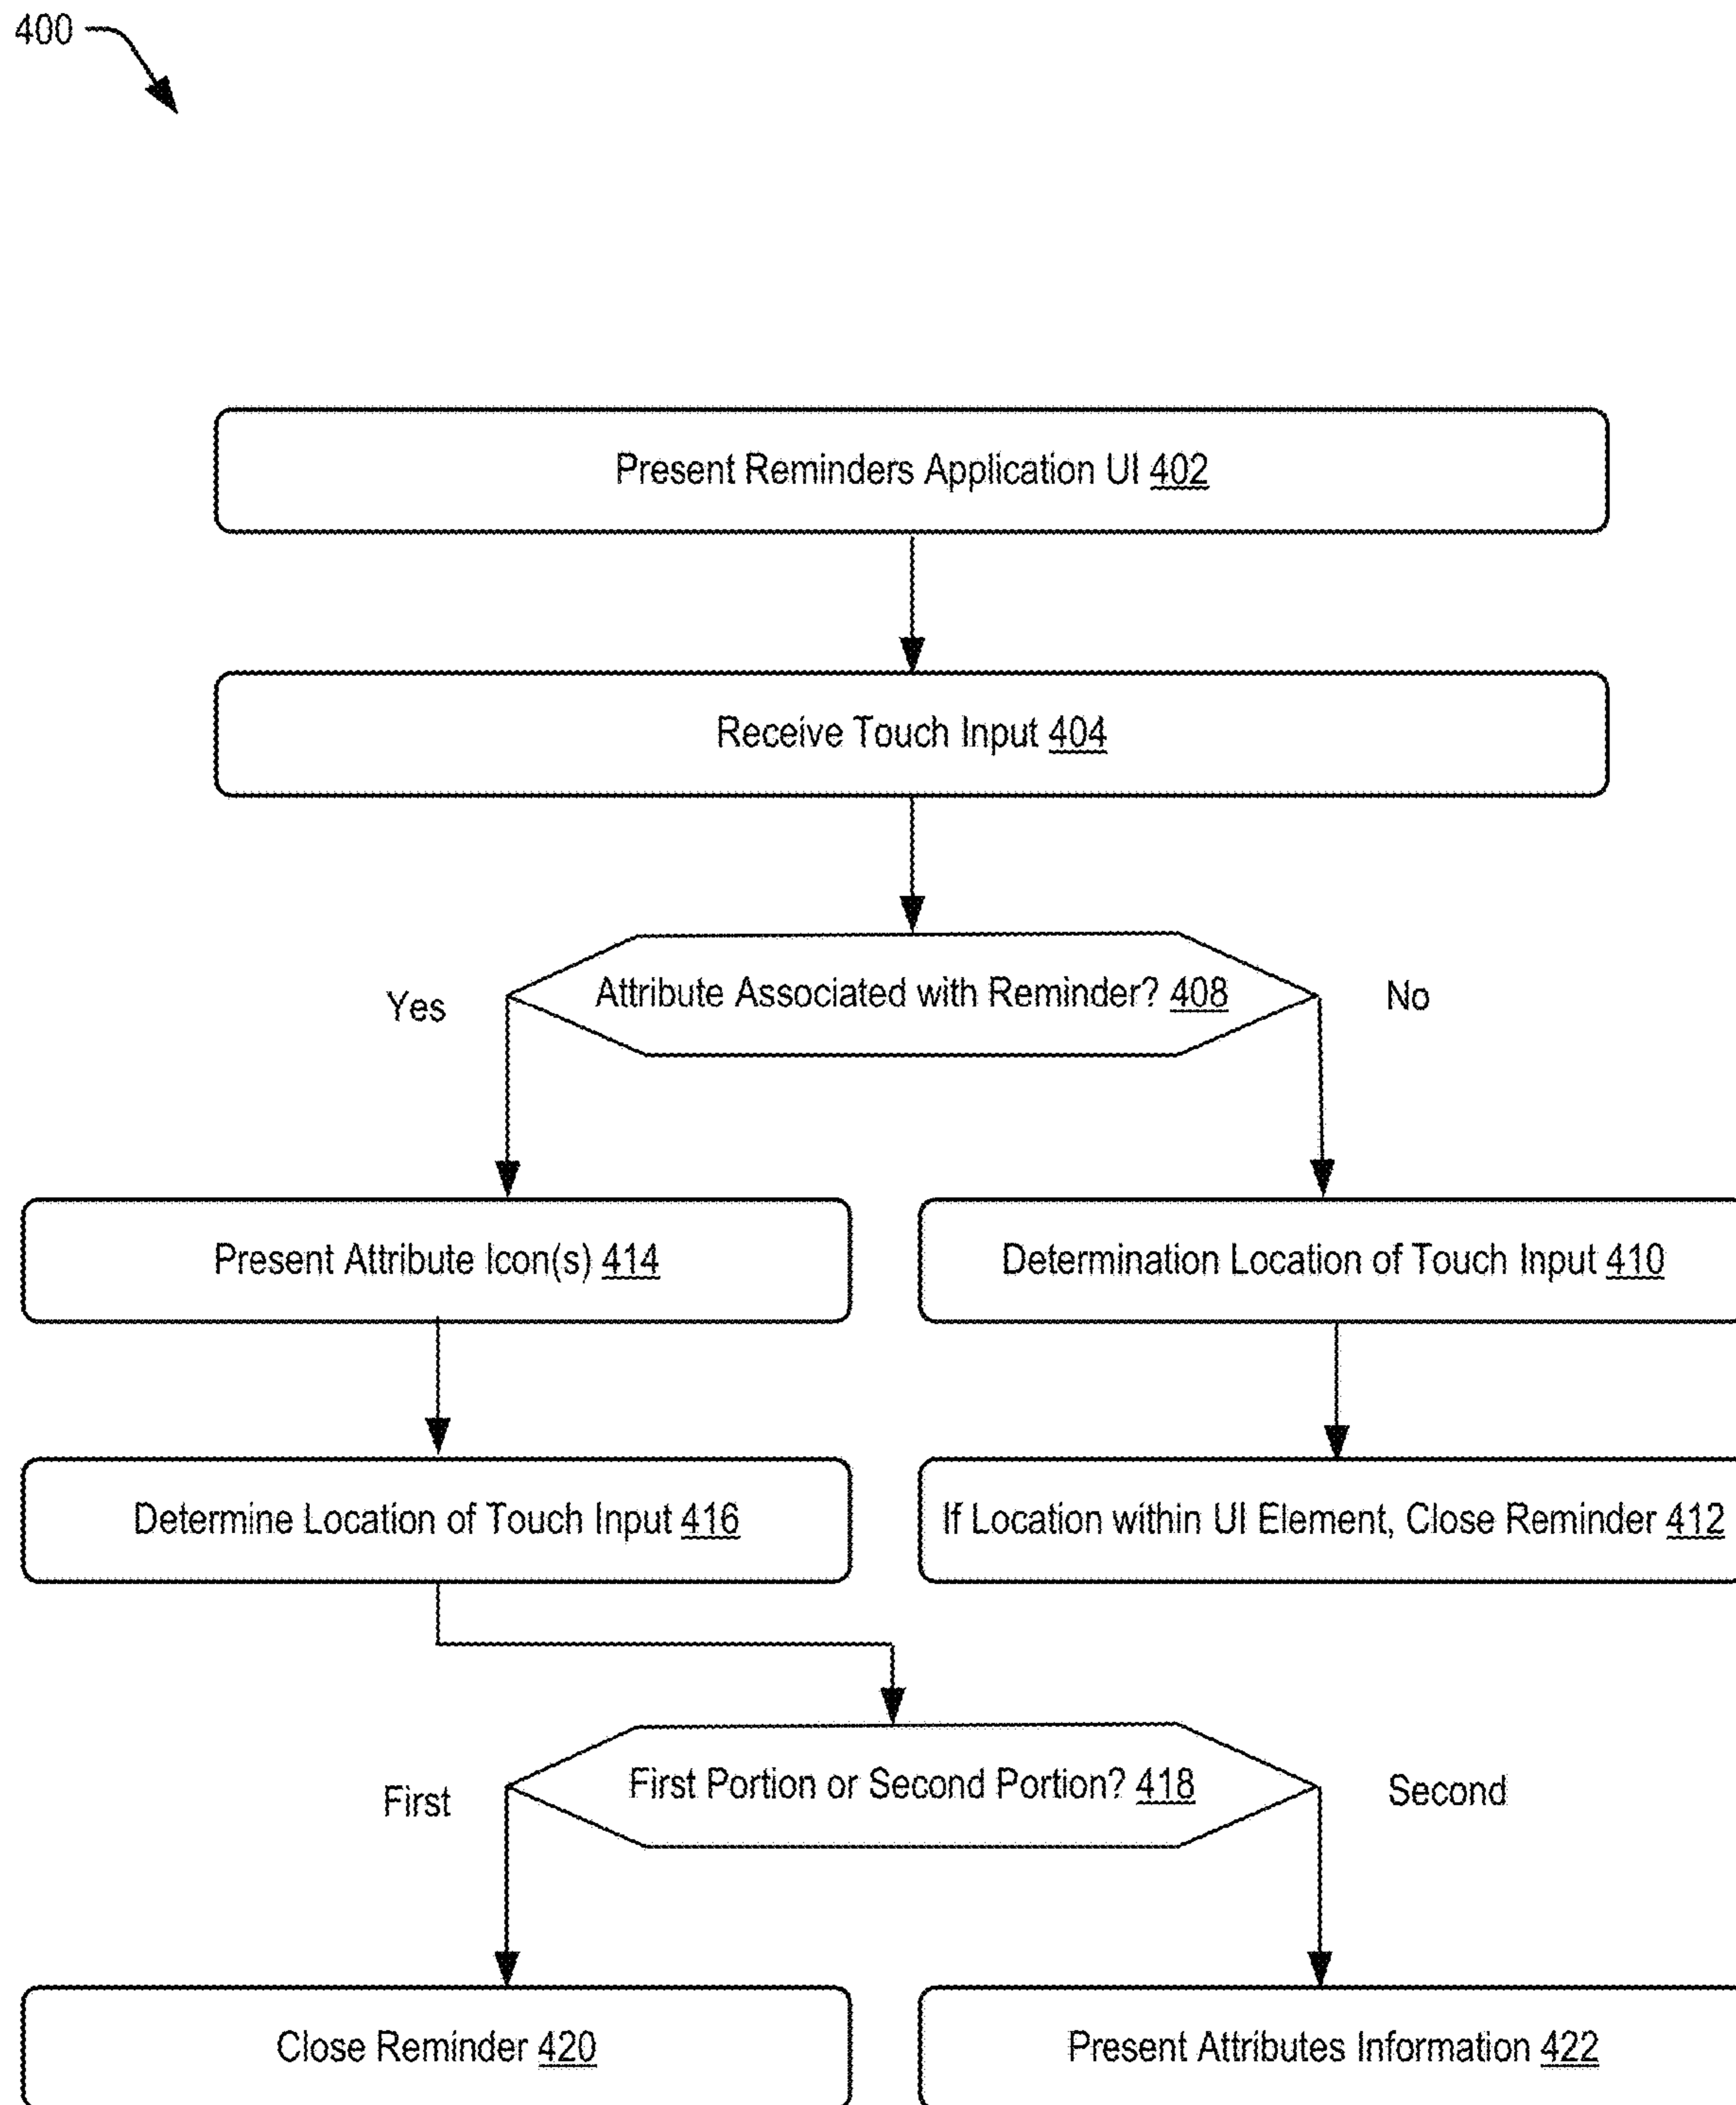 400
Present Reminders Application UI 402
Receive Touch Input 404
Attribute Associated with Reminder? 408
Yes
No
Present Attribute Icon(s) 414
Determination Location of Touch Input 410
Determine Location of Touch Input 416
If Location within UI Element, Close Reminder 412
First Portion or Second Portion? 418
First
Second
Close Reminder 420
Present Attributes Information 422